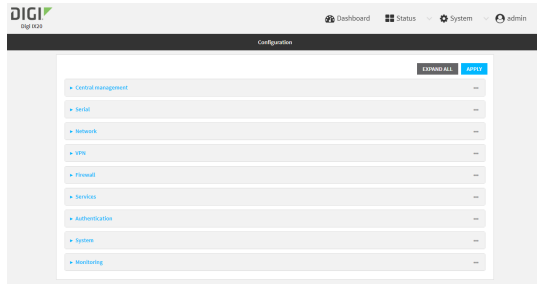 DIGI
Digi IX20
Dashboard
Status
System
admin
Configuration
EXPAND ALL
APPLY
Central management
Serial
Network
VPN
Firewall
Services
Authentication
System
Monitoring